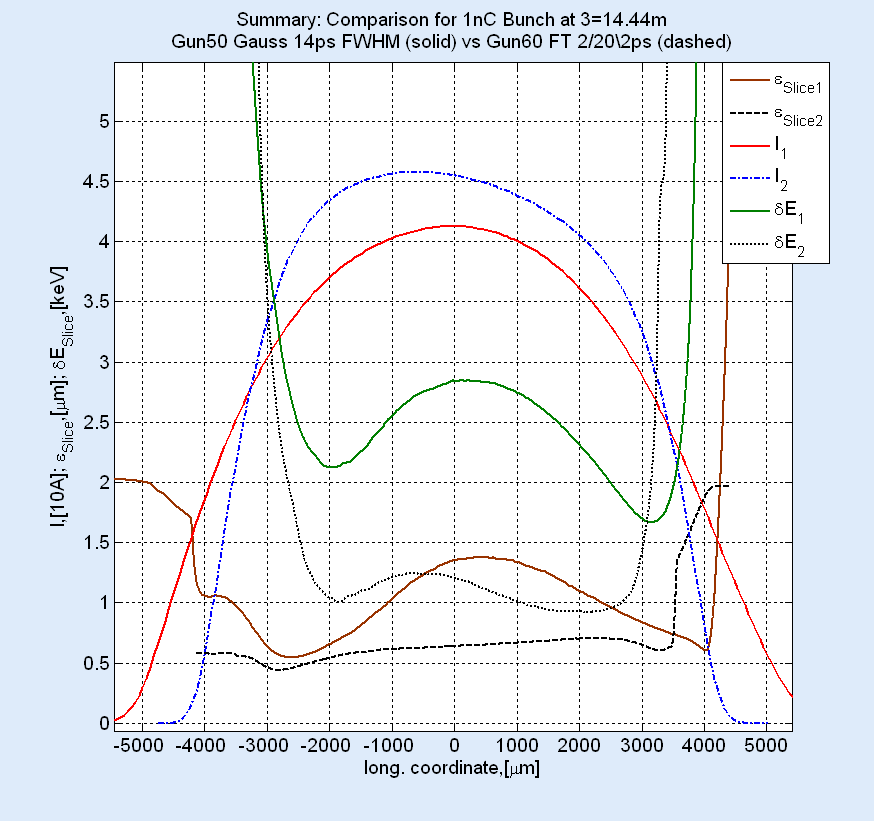 Summary: Comparison for 1nC Bunch at 3=14.44m
Gun50 Gauss 14ps FWHM (solid) vs Gun60 FT 2/20\2ps (dashed)
εSlice1
εSlice2
I1
I2
δE1
δE2
5
4.5
4
3.5
3
2.5
2
1.5
1
0.5
0
I,[10A]; εSlice,[μm]; δESlice,[keV]
-5000 -4000 -3000 -2000 -1000 0 1000 2000 3000 4000 5000
long. coordinate,[μm]